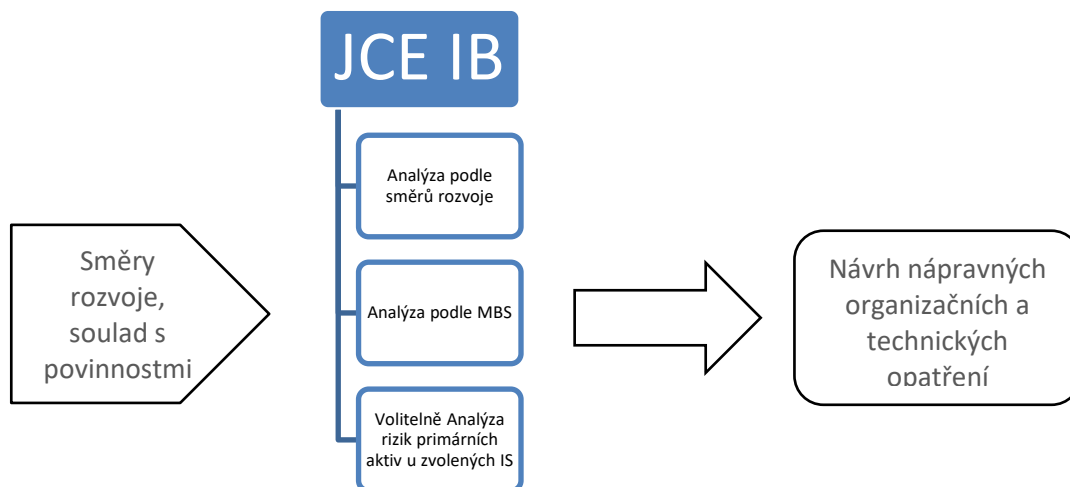 JCE IB
Analýza podle
směrů rozvoje
Analýza podle MBS
Volitelně Analýza
rizik primárních
aktiv u zvolených IS
Směry
rozvoje,
soulad s
povinnostmi
Návrh nápravných
organizačních a
technických
opatření